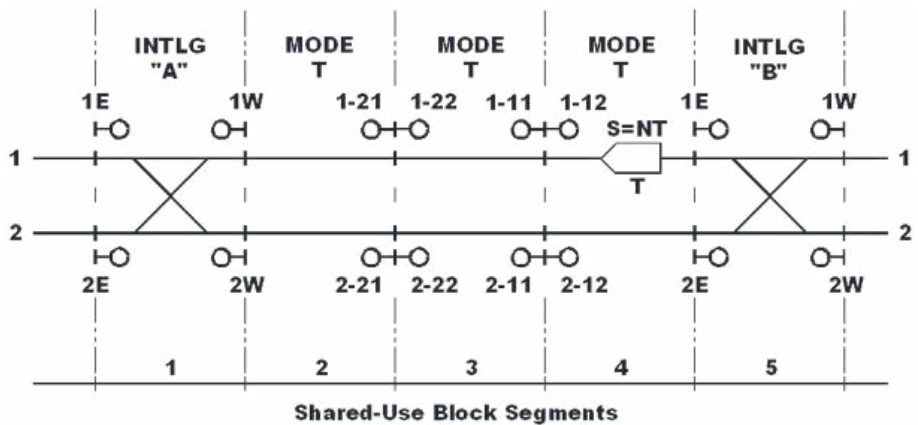 INTLG MODE MODE MODE INTLG
"A" T T T "B"
1E 1W 1-21 1-22 1-11 1-12 1E 1W
S=NT
1 1
T
2 2
2E 2W 2-21 2-22 2-11 2-12 2E 2W
1 2 3 4 5
Shared-Use Block Segments